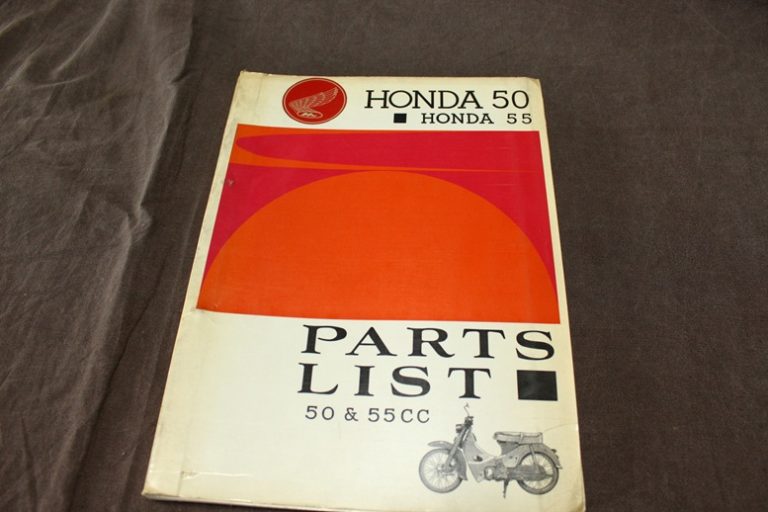 HONDA 50
■ HONDA 55
PARTS
LIST ■
50 & 55CC